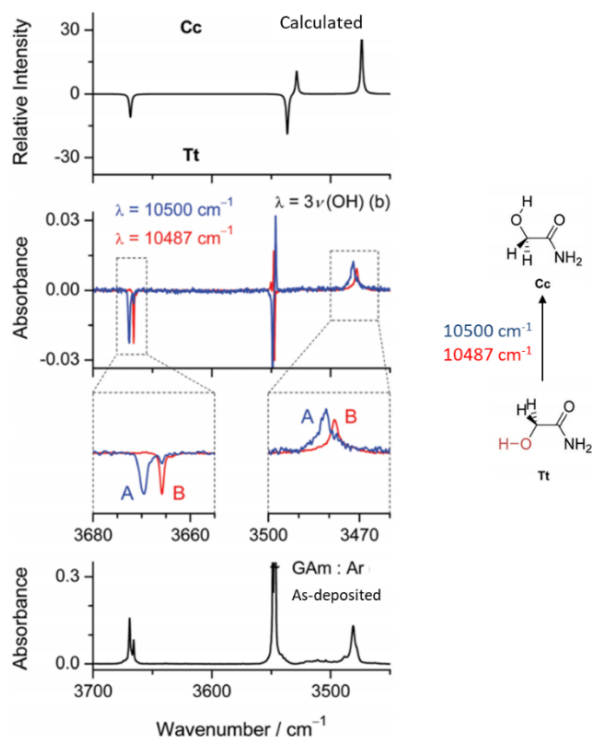 Cc Calculated
30
0
-30
Relative Intensity
Tt
λ = 10500 cm⁻¹ λ = 3ν(OH) (b)
λ = 10487 cm⁻¹
0.03
0.00
-0.03
Absorbance
A B
A B
3680 3660 3500 3470
GAm : Ar
As-deposited
0.3
0.0
Absorbance
3700 3600 3500
Wavenumber / cm⁻¹
H
O O
H H NH₂
Cc
10500 cm⁻¹
10487 cm⁻¹
H H O
H-O NH₂
Tt